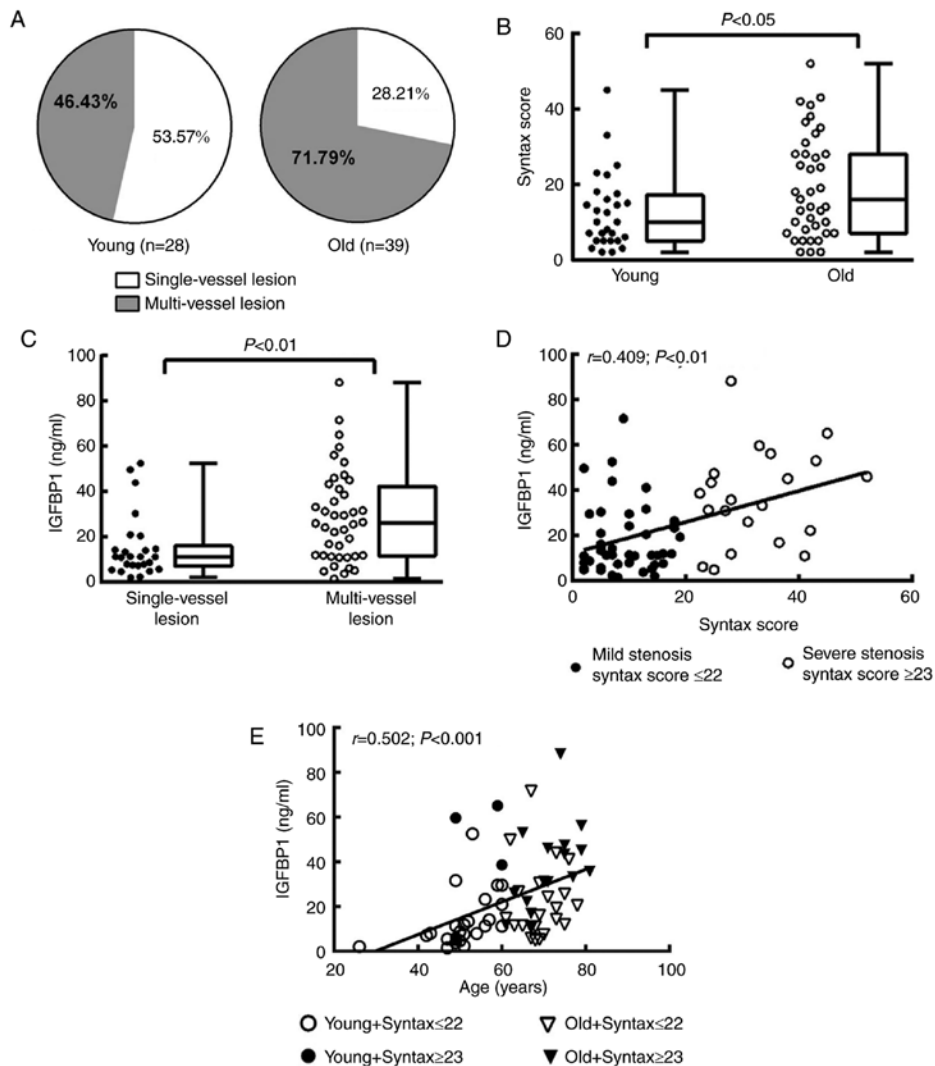 A
46.43%
53.57%
28.21%
71.79%
Young (n=28)
Old (n=39)
Single-vessel lesion
Multi-vessel lesion
B
P<0.05
Syntax score
60
40
20
0
Young
Old
C
P<0.01
IGFBP1 (ng/ml)
100
80
60
40
20
0
Single-vessel
lesion
Multi-vessel
lesion
D
r=0.409; P<0.01
IGFBP1 (ng/ml)
100
80
60
40
20
0
0
20
40
60
Syntax score
Mild stenosis
syntax score ≤22
Severe stenosis
syntax score ≥23
E
r=0.502; P<0.001
IGFBP1 (ng/ml)
100
80
60
40
20
0
20
40
60
80
100
Age (years)
Young+Syntax≤22
Old+Syntax≤22
Young+Syntax≥23
Old+Syntax≥23